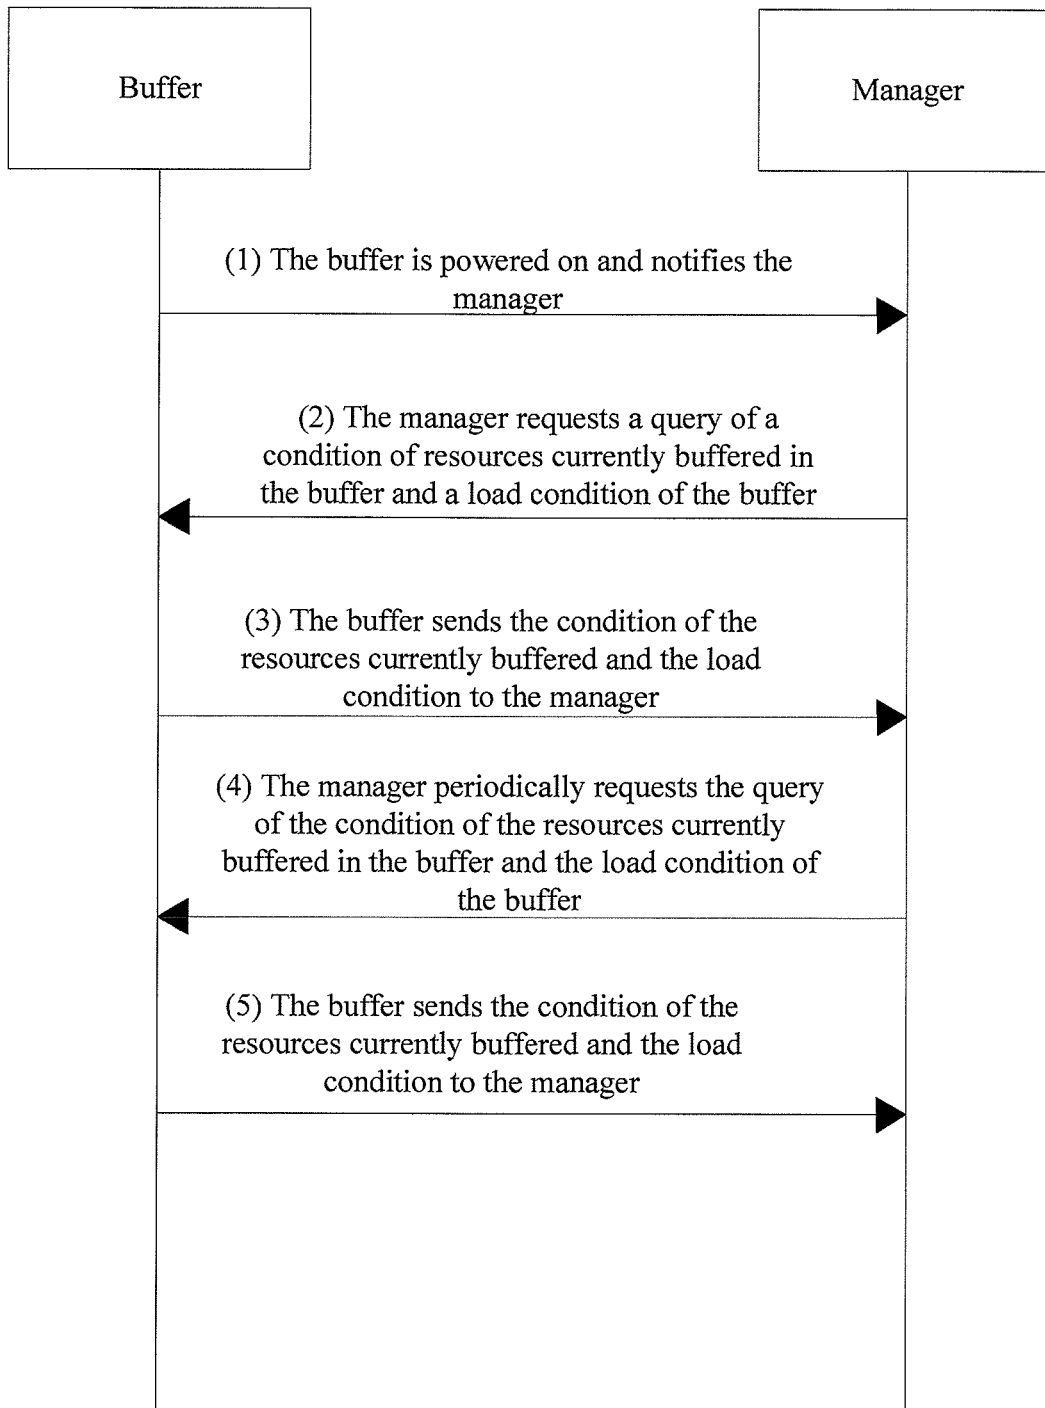 Buffer
Manager
(1) The buffer is powered on and notifies the
manager
(2) The manager requests a query of a
condition of resources currently buffered in
the buffer and a load condition of the buffer
(3) The buffer sends the condition of the
resources currently buffered and the load
condition to the manager
(4) The manager periodically requests the query
of the condition of the resources currently
buffered in the buffer and the load condition of
the buffer
(5) The buffer sends the condition of the
resources currently buffered and the load
condition to the manager